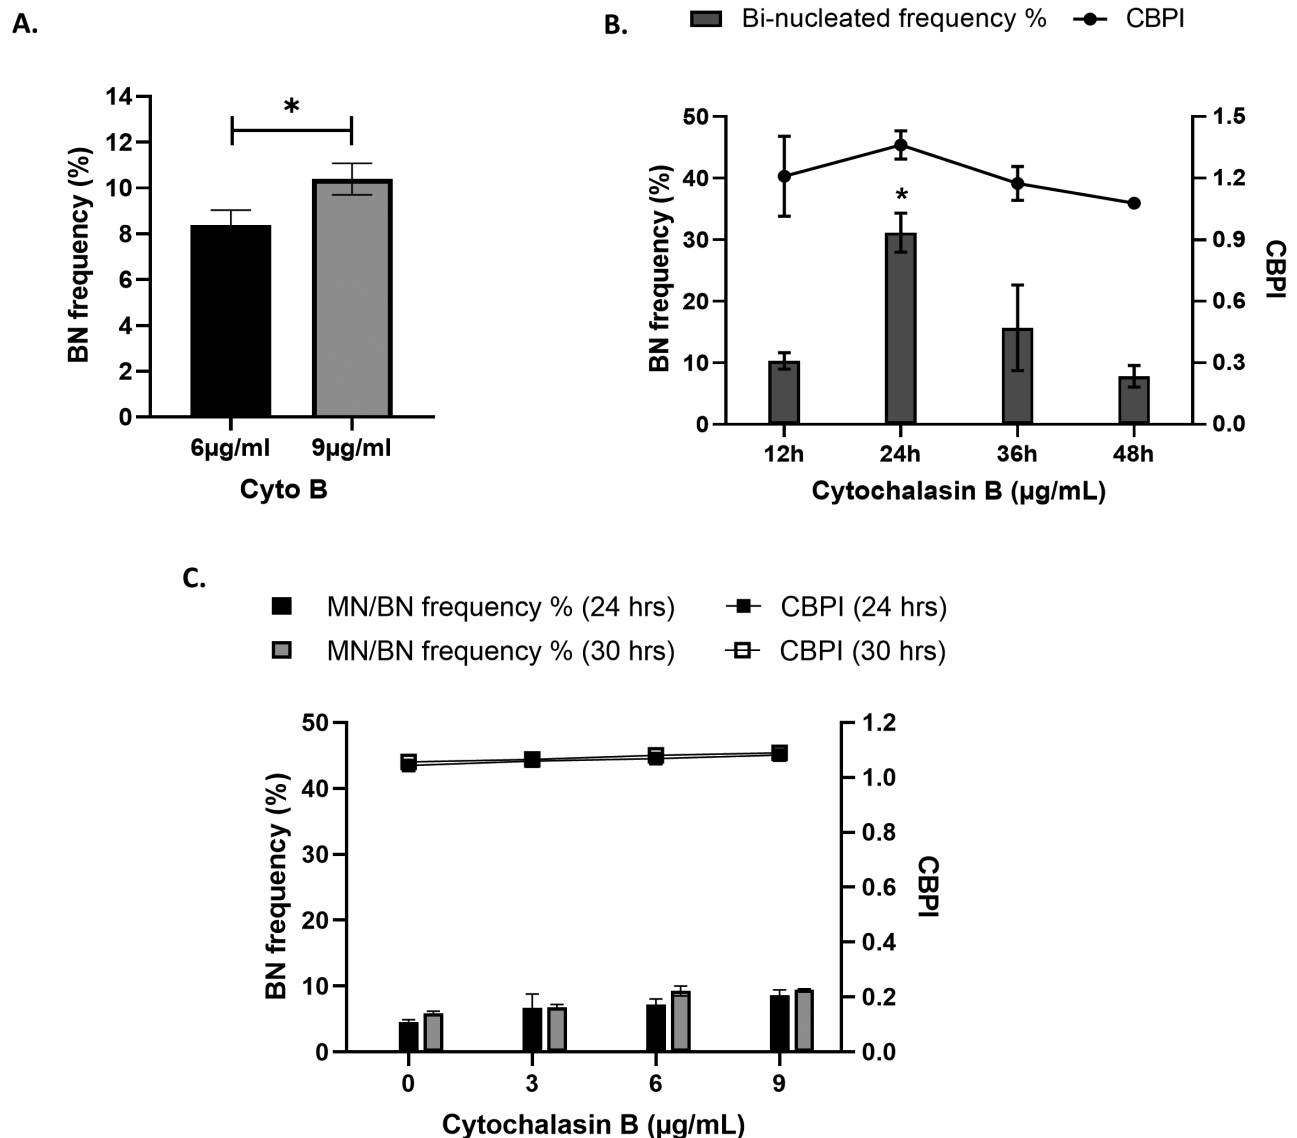 A.
14
12
10
8
6
4
2
0
BN frequency (%)
*
6µg/ml 9µg/ml
Cyto B
B.
Bi-nucleated frequency % CBPI
50
40
30
20
10
0
BN frequency (%)
*
1.5
1.2
0.9
0.6
0.3
0.0
CBPI
12h 24h 36h 48h
Cytochalasin B (µg/mL)
C.
MN/BN frequency % (24 hrs) CBPI (24 hrs)
MN/BN frequency % (30 hrs) CBPI (30 hrs)
50
40
30
20
10
0
BN frequency (%)
1.2
1.0
0.8
0.6
0.4
0.2
0.0
CBPI
0 3 6 9
Cytochalasin B (µg/mL)